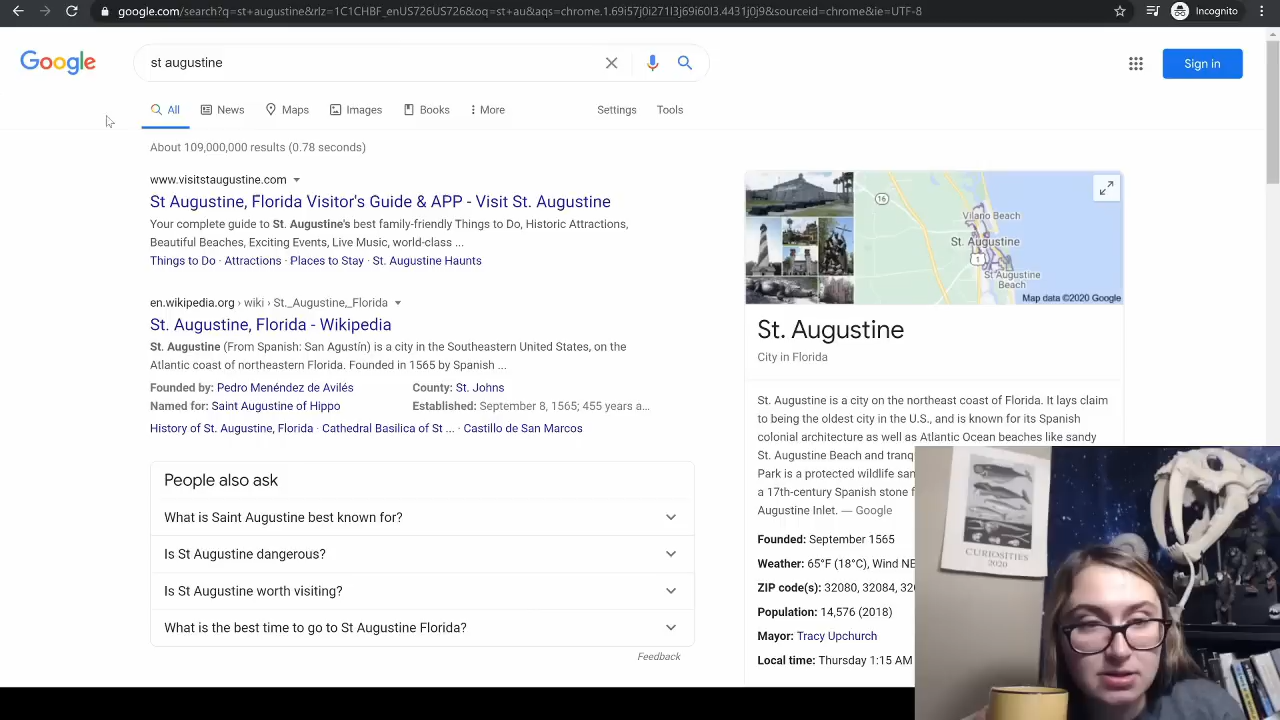 google.com/search?q=st+augustine&rlz=1C1CHBF_enUS726US726&oq=st+au&aqs=chrome.1.69i57j0i271l3j69i60l3.4431j0j9&sourceid=chrome&ie=UTF-8
Incognito
Google
st augustine
Sign in
All
News
Maps
Images
Books
More
Settings
Tools
About 109,000,000 results (0.78 seconds)
www.visitstaugustine.com
St Augustine, Florida Visitor's Guide & APP - Visit St. Augustine
Your complete guide to St. Augustine's best family-friendly Things to Do, Historic Attractions,
Beautiful Beaches, Exciting Events, Live Music, world-class ...
Things to Do · Attractions · Places to Stay · St. Augustine Haunts
en.wikipedia.org › wiki › St._Augustine,_Florida
St. Augustine, Florida - Wikipedia
St. Augustine (From Spanish: San Agustín) is a city in the Southeastern United States, on the
Atlantic coast of northeastern Florida. Founded in 1565 by Spanish ...
Founded by: Pedro Menéndez de Avilés
County: St. Johns
Named for: Saint Augustine of Hippo
Established: September 8, 1565; 455 years a...
History of St. Augustine, Florida · Cathedral Basilica of St ... · Castillo de San Marcos
People also ask
What is Saint Augustine best known for?
Is St Augustine dangerous?
Is St Augustine worth visiting?
What is the best time to go to St Augustine Florida?
Feedback
16
Vilano Beach
St. Augustine
1
St Augustine
Beach
Map data ©2020 Google
St. Augustine
City in Florida
St. Augustine is a city on the northeast coast of Florida. It lays claim
to being the oldest city in the U.S., and is known for its Spanish
colonial architecture as well as Atlantic Ocean beaches like sandy
St. Augustine Beach and tranq
Park is a protected wildlife san
a 17th-century Spanish stone f
Augustine Inlet. — Google
Founded: September 1565
Weather: 65°F (18°C), Wind NE
ZIP code(s): 32080, 32084, 320
Population: 14,576 (2018)
Mayor: Tracy Upchurch
Local time: Thursday 1:15 AM
CURIOSITIES
2020